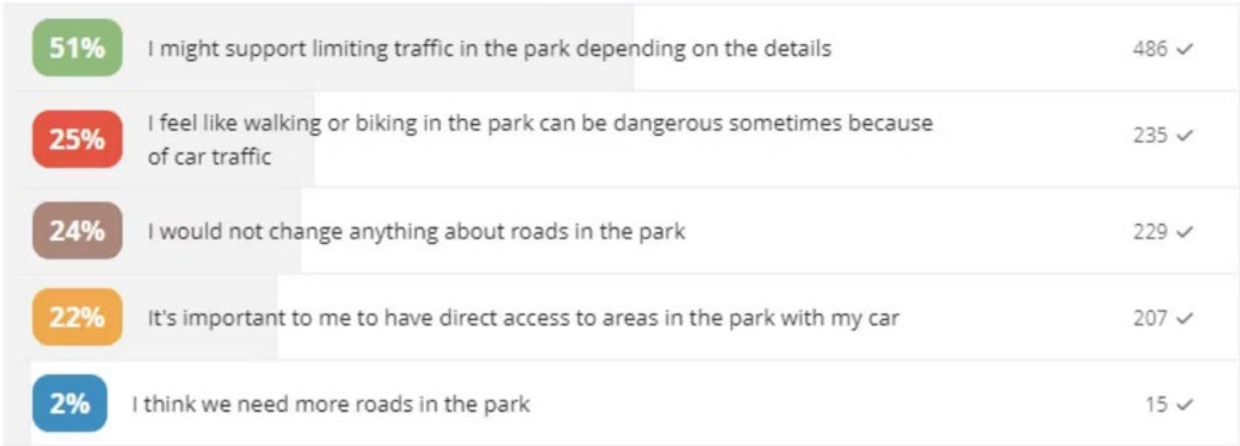 51% I might support limiting traffic in the park depending on the details 486 ✓
25% I feel like walking or biking in the park can be dangerous sometimes because
of car traffic 235 ✓
24% I would not change anything about roads in the park 229 ✓
22% It's important to me to have direct access to areas in the park with my car 207 ✓
2% I think we need more roads in the park 15 ✓